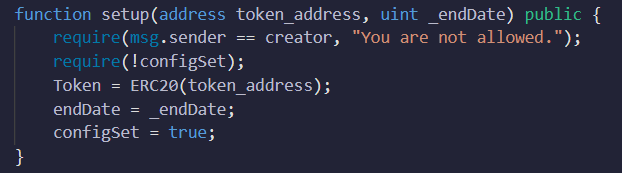 function setup(address token_address, uint _endDate) public {
    require(msg.sender == creator, "You are not allowed.");
    require(!configSet);
    Token = ERC20(token_address);
    endDate = _endDate;
    configSet = true;
}